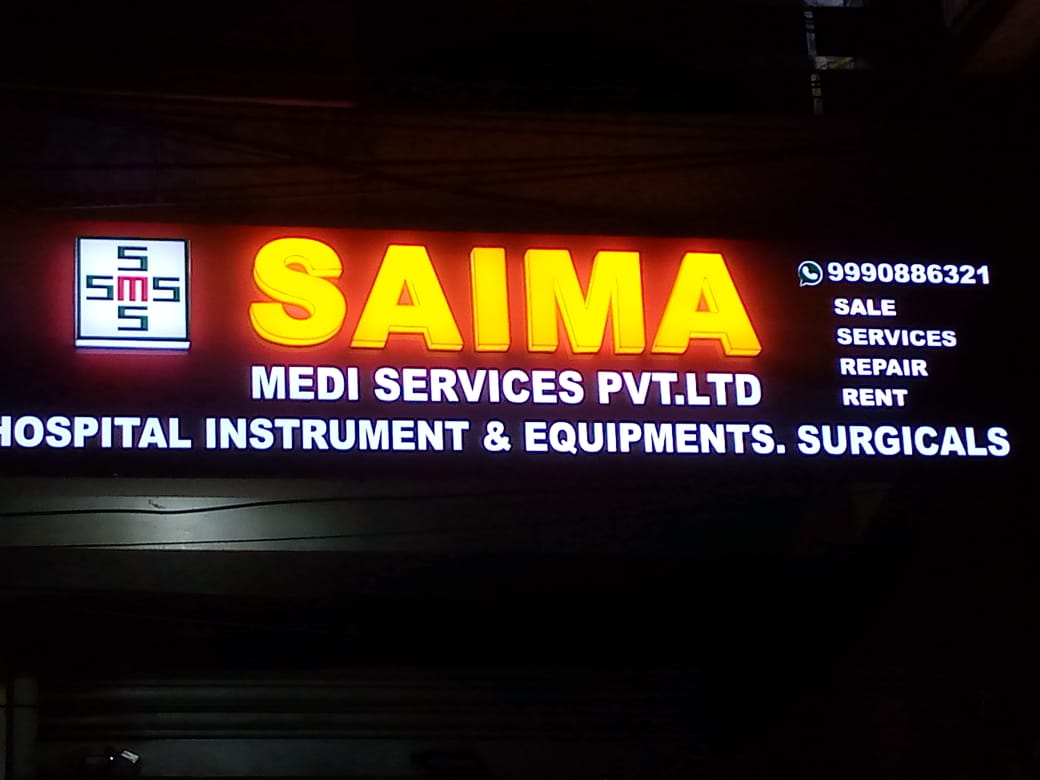 S
SMS
S
SAIMA
MEDI SERVICES PVT.LTD
HOSPITAL INSTRUMENT & EQUIPMENTS. SURGICALS
9990886321
SALE
SERVICES
REPAIR
RENT